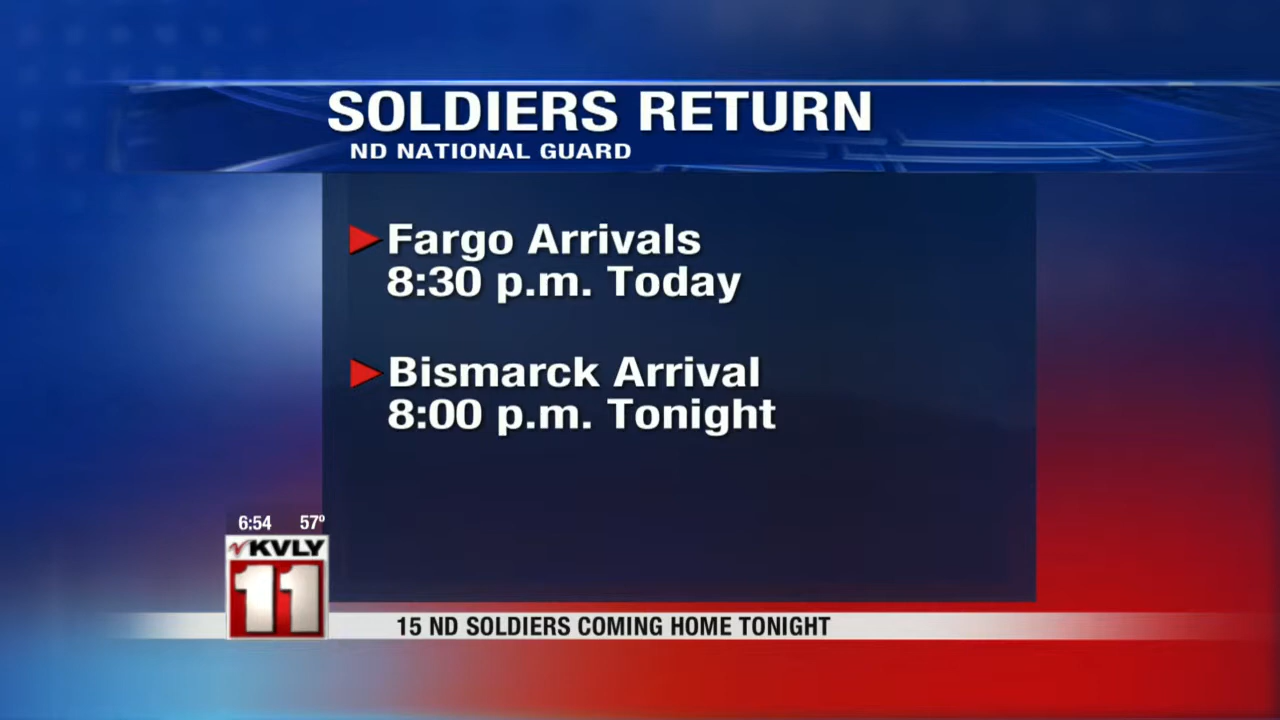 SOLDIERS RETURN
ND NATIONAL GUARD
Fargo Arrivals
8:30 p.m. Today
Bismarck Arrival
8:00 p.m. Tonight
6:54 57º
KVLY
11
15 ND SOLDIERS COMING HOME TONIGHT